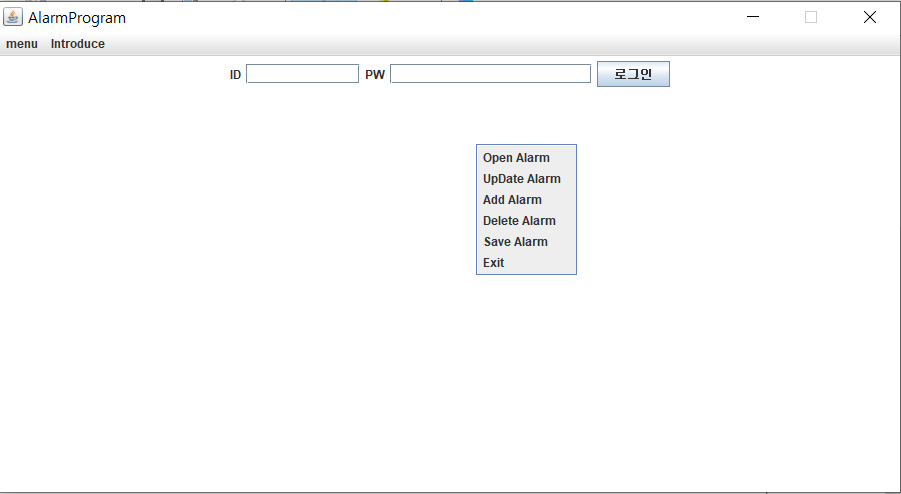 AlarmProgram
menu Introduce
ID PW 로그인
Open Alarm
UpDate Alarm
Add Alarm
Delete Alarm
Save Alarm
Exit